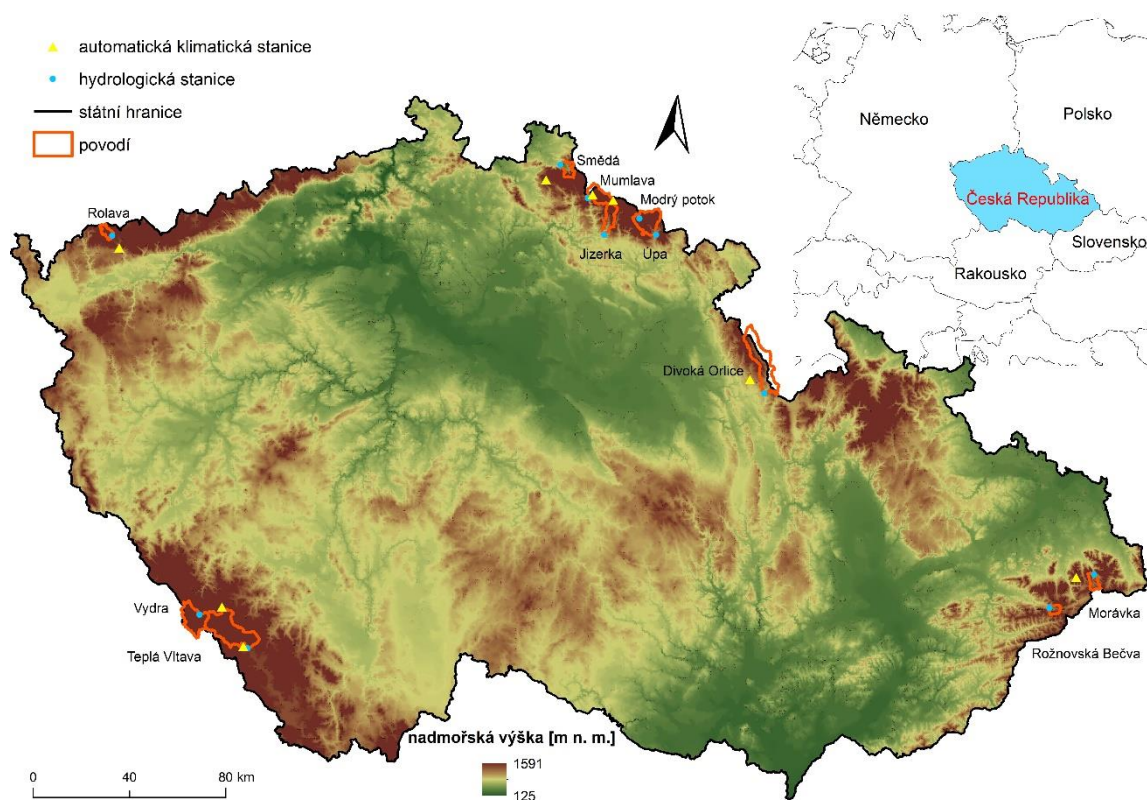 automatická klimatická stanice
hydrologická stanice
státní hranice
povodí
Německo
Polsko
Česká Republika
Slovensko
Rakousko
Smědá
Mumlava
Modrý potok
Rolava
Jizerka
Úpa
Divoká Orlice
Vydra
Teplá Vltava
Morávka
Rožnovská Bečva
nadmořská výška [m n. m.]
1591
125
0
40
80 km